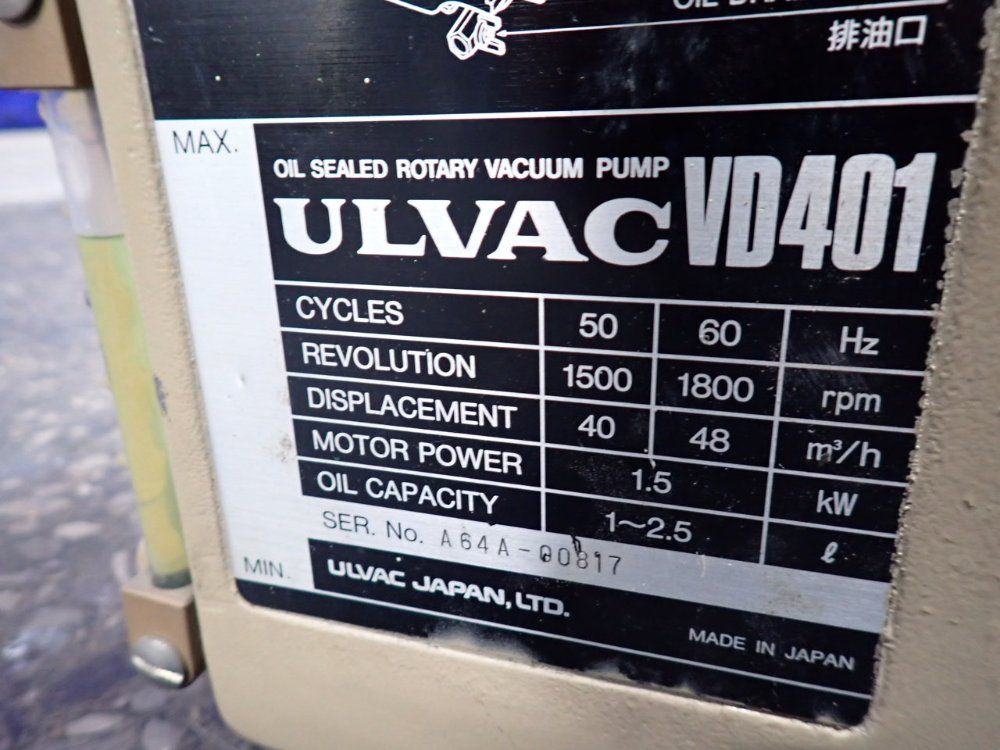 排油口
MAX.
OIL SEALED ROTARY VACUUM PUMP
ULVAC VD401
CYCLES 50 60 Hz
REVOLUTION 1500 1800 rpm
DISPLACEMENT 40 48 m³/h
MOTOR POWER 1.5 kW
OIL CAPACITY 1~2.5 ℓ
SER. No. A64A-00817
MIN.
ULVAC JAPAN, LTD.
MADE IN JAPAN